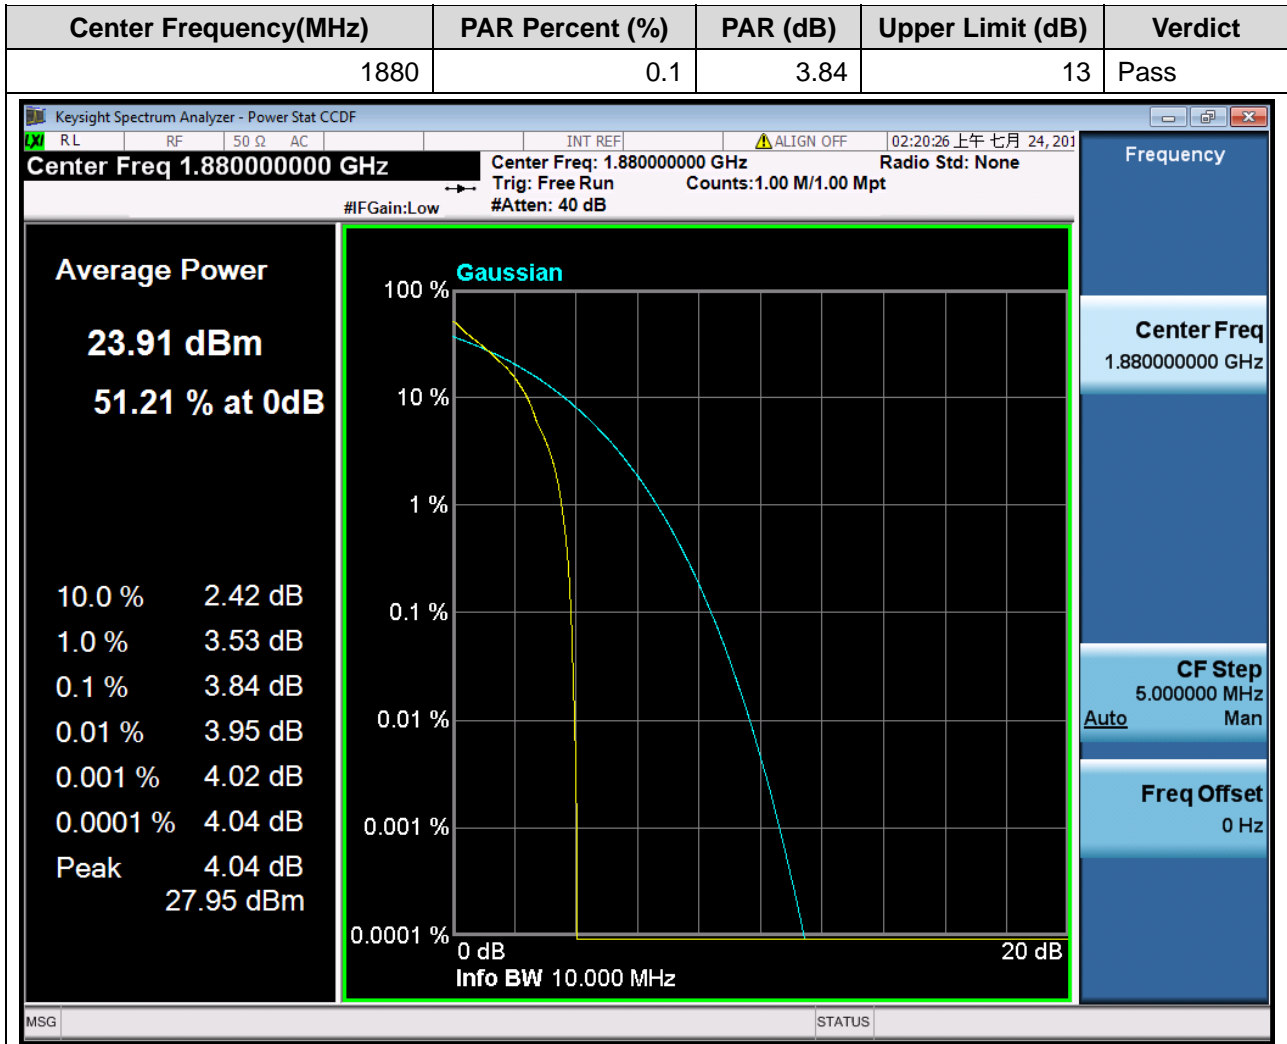 Center Frequency(MHz) PAR Percent (%) PAR (dB) Upper Limit (dB) Verdict
1880 0.1 3.84 13 Pass
Keysight Spectrum Analyzer - Power Stat CCDF
LXI RL RF 50 Ω AC INT REF ALIGN OFF 02:20:26 上午 七月 24, 201
Center Freq 1.880000000 GHz
Center Freq: 1.880000000 GHz Radio Std: None
Trig: Free Run Counts:1.00 M/1.00 Mpt
#IFGain:Low #Atten: 40 dB
Frequency
Average Power
23.91 dBm
51.21 % at 0dB
10.0 % 2.42 dB
1.0 % 3.53 dB
0.1 % 3.84 dB
0.01 % 3.95 dB
0.001 % 4.02 dB
0.0001 % 4.04 dB
Peak 4.04 dB
27.95 dBm
Gaussian
100 %
10 %
1 %
0.1 %
0.01 %
0.001 %
0.0001 %
0 dB 20 dB
Info BW 10.000 MHz
Center Freq
1.880000000 GHz
CF Step
5.000000 MHz
Auto Man
Freq Offset
0 Hz
MSG STATUS